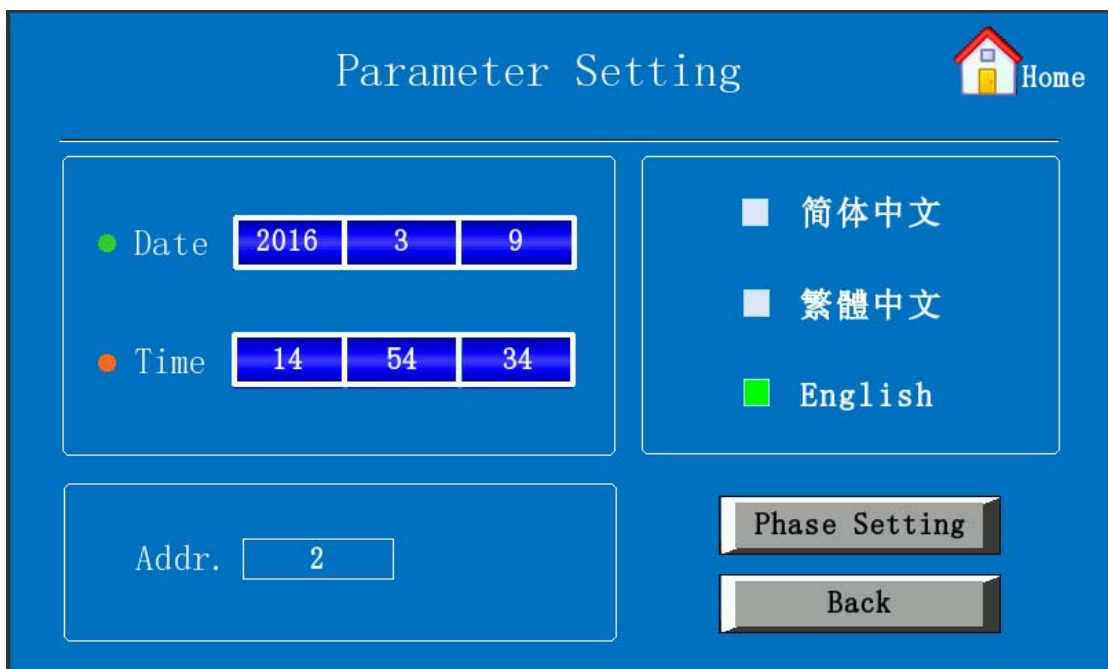 Parameter Setting
Home
Date 2016 3 9
Time 14 54 34
简体中文
繁體中文
English
Addr. 2
Phase Setting
Back